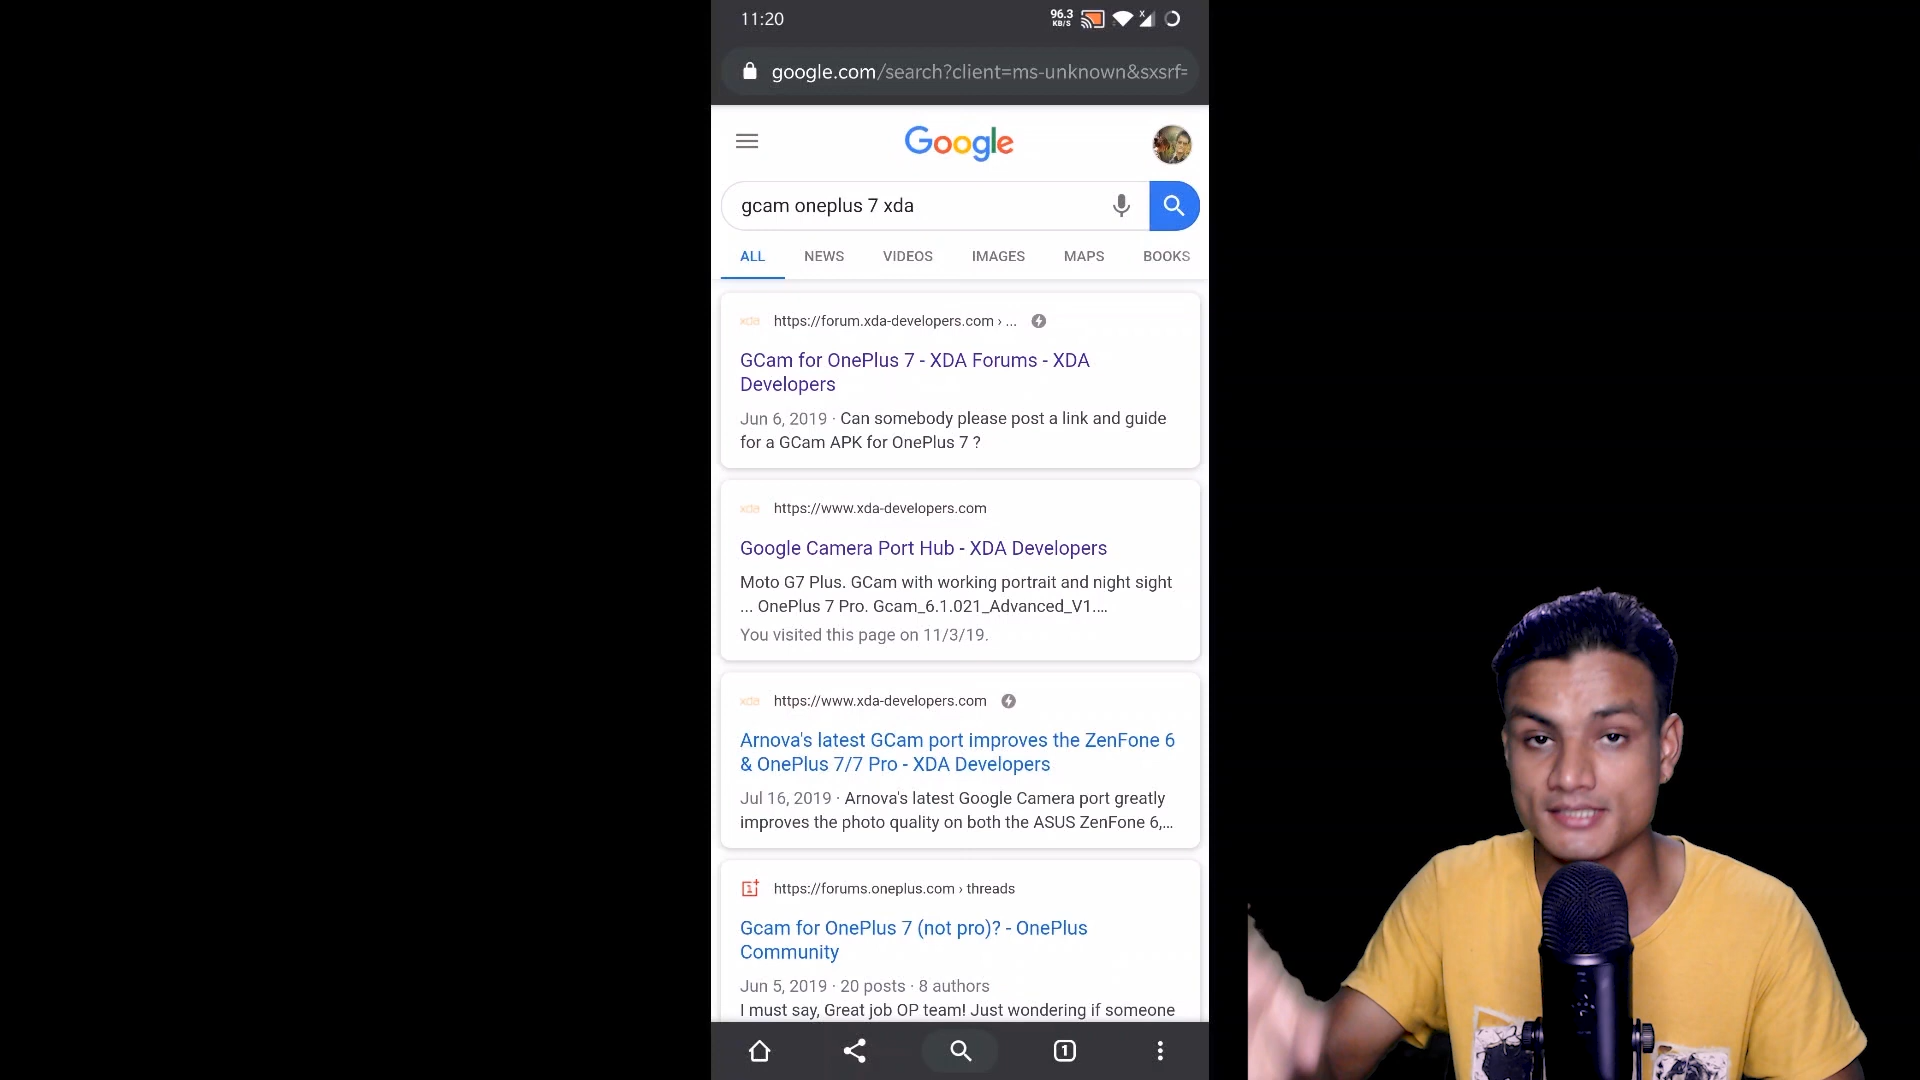 11:20
96.3
KB/S
X
google.com/search?client=ms-unknown&sxsrf=
Google
gcam oneplus 7 xda
ALL NEWS VIDEOS IMAGES MAPS BOOKS
xda https://forum.xda-developers.com › ...
GCam for OnePlus 7 - XDA Forums - XDA
Developers
Jun 6, 2019 · Can somebody please post a link and guide
for a GCam APK for OnePlus 7 ?
xda https://www.xda-developers.com
Google Camera Port Hub - XDA Developers
Moto G7 Plus. GCam with working portrait and night sight
... OnePlus 7 Pro. Gcam_6.1.021_Advanced_V1....
You visited this page on 11/3/19.
xda https://www.xda-developers.com
Arnova's latest GCam port improves the ZenFone 6
& OnePlus 7/7 Pro - XDA Developers
Jul 16, 2019 · Arnova's latest Google Camera port greatly
improves the photo quality on both the ASUS ZenFone 6,...
1+ https://forums.oneplus.com › threads
Gcam for OnePlus 7 (not pro)? - OnePlus
Community
Jun 5, 2019 · 20 posts · 8 authors
I must say, Great job OP team! Just wondering if someone
1